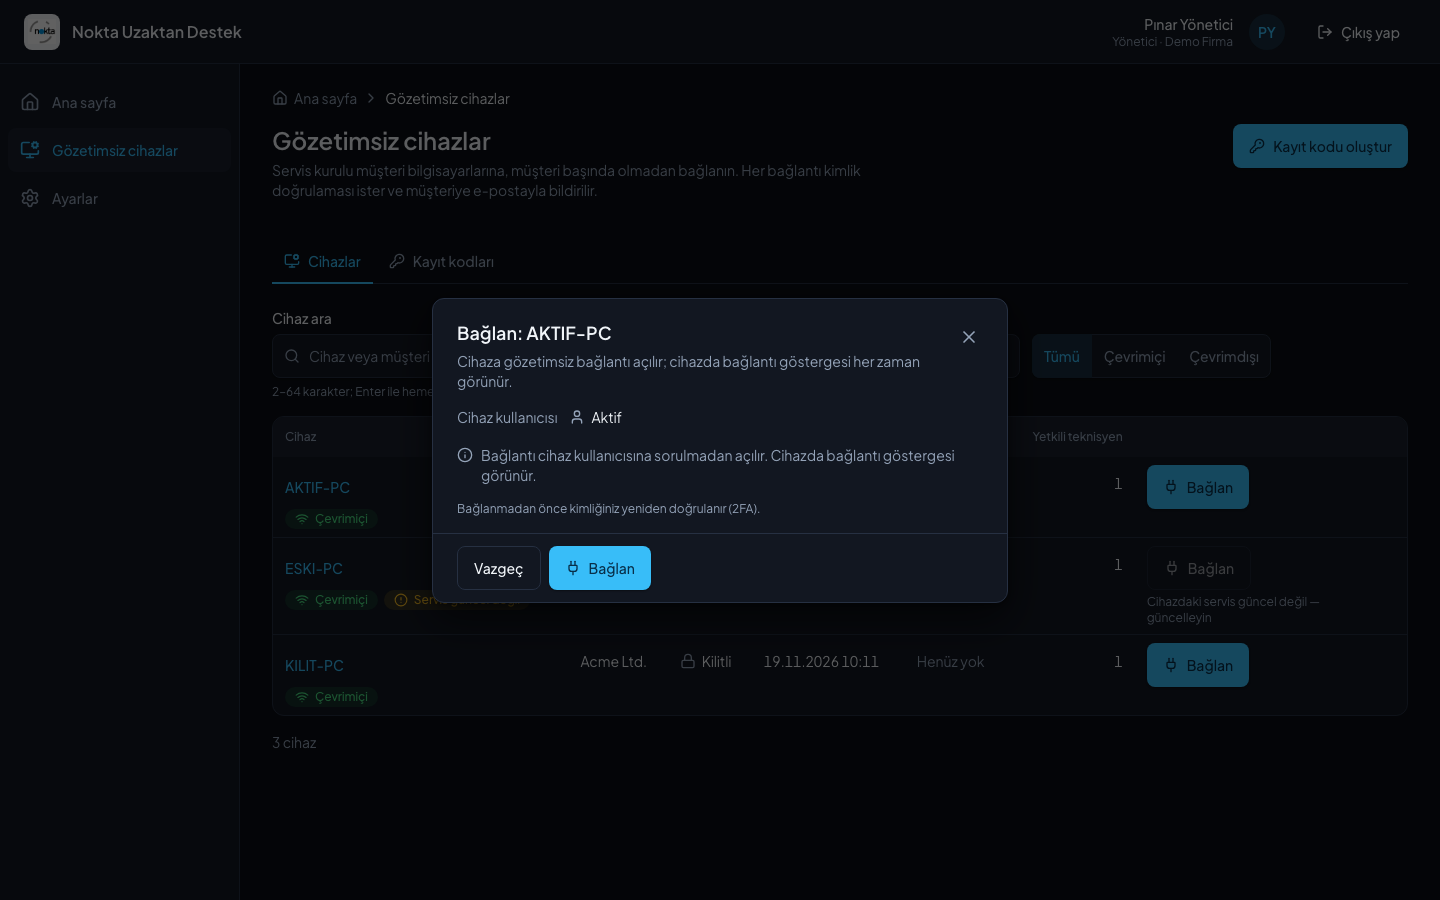 nokta
Nokta Uzaktan Destek
Pınar Yönetici
Yönetici · Demo Firma
PY
Çıkış yap
Ana sayfa
Gözetimsiz cihazlar
Ayarlar
Ana sayfa
Gözetimsiz cihazlar
Gözetimsiz cihazlar
Servis kurulu müşteri bilgisayarlarına, müşteri başında olmadan bağlanın. Her bağlantı kimlik
doğrulaması ister ve müşteriye e-postayla bildirilir.
Kayıt kodu oluştur
Cihazlar
Kayıt kodları
Cihaz ara
Cihaz veya müşteri
Tümü
Çevrimiçi
Çevrimdışı
2–64 karakter; Enter ile heme
Bağlan: AKTIF-PC
Cihaza gözetimsiz bağlantı açılır; cihazda bağlantı göstergesi her zaman
görünür.
Cihaz kullanıcısı
Aktif
Bağlantı cihaz kullanıcısına sorulmadan açılır. Cihazda bağlantı göstergesi
görünür.
Bağlanmadan önce kimliğiniz yeniden doğrulanır (2FA).
Vazgeç
Bağlan
Cihaz
Yetkili teknisyen
AKTIF-PC
Çevrimiçi
1
Bağlan
ESKI-PC
Çevrimiçi
1
Bağlan
Cihazdaki servis güncel değil —
güncelleyin
KILIT-PC
Çevrimiçi
Acme Ltd.
Kilitli
19.11.2026 10:11
Henüz yok
1
Bağlan
3 cihaz